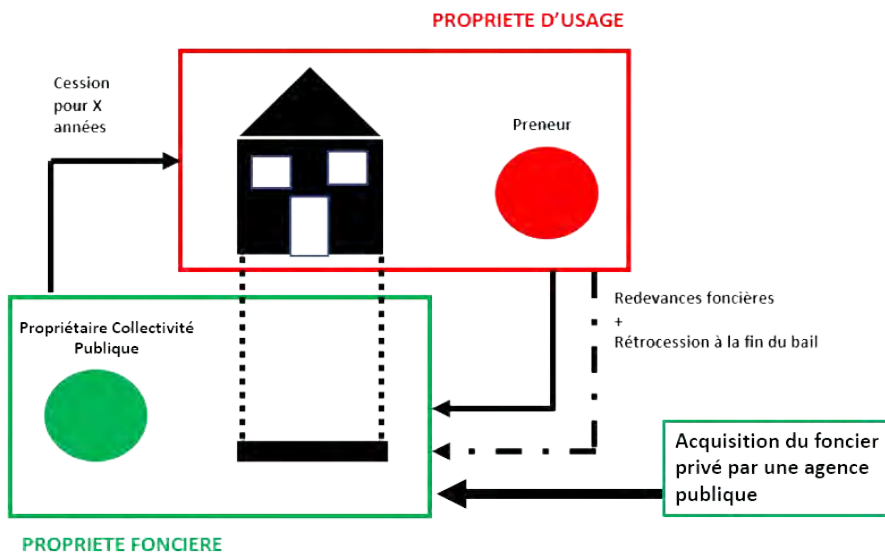 PROPRIETE D’USAGE
Cession
pour X
années
Preneur
Propriétaire Collectivité
Publique
Redevances foncières
+
Rétrocession à la fin du bail
Acquisition du foncier
privé par une agence
publique
PROPRIETE FONCIERE